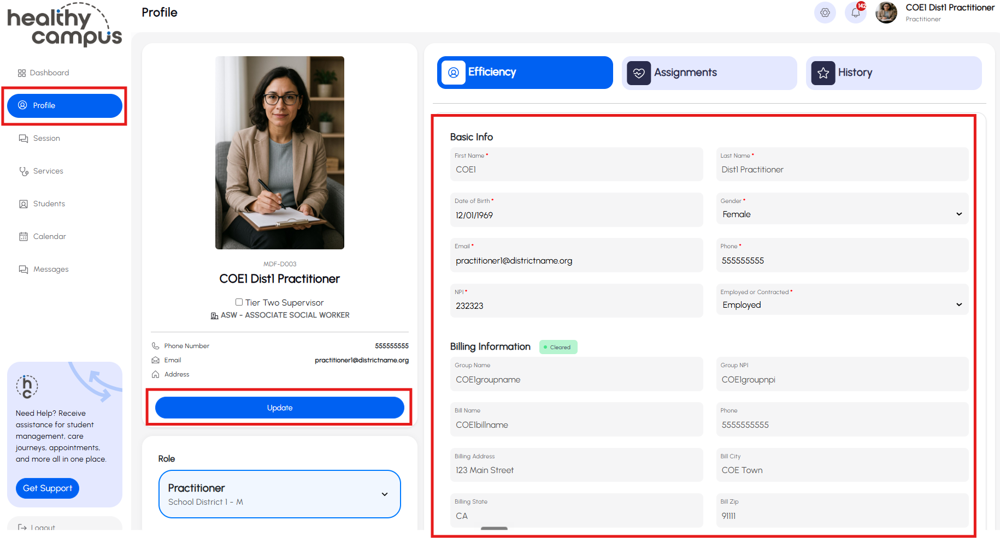 healthy
campus
Profile
142
COE1 Dist1 Practitioner
Practitioner
Dashboard
Profile
Session
Services
Students
Calendar
Messages
h
c
Need Help? Receive
assistance for student
management, care
journeys, appointments,
and more all in one place.
Get Support
Logout
MDF-D003
COE1 Dist1 Practitioner
Tier Two Supervisor
ASW - ASSOCIATE SOCIAL WORKER
Phone Number 555555555
Email practitioner1@districtname.org
Address
Update
Role
Practitioner
School District 1 - M
Efficiency Assignments History
Basic Info
First Name * Last Name *
COE1 Dist1 Practitioner
Date of Birth * Gender *
12/01/1969 Female
Email * Phone *
practitioner1@districtname.org 555555555
NPI * Employed or Contracted *
232323 Employed
Billing Information Cleared
Group Name Group NPI
COE1groupname COE1groupnpi
Bill Name Phone
COE1billname 5555555555
Billing Address Bill City
123 Main Street COE Town
Billing State Bill Zip
CA 91111